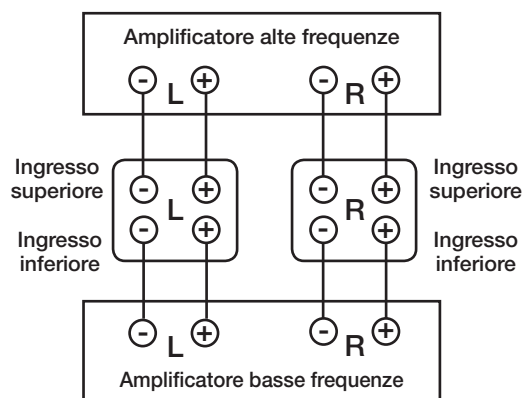 Amplificatore alte frequenze
- L + - R +
Ingresso superiore
- L + - R +
Ingresso superiore
Ingresso inferiore
- + - +
Ingresso inferiore
- L + - R +
Amplificatore basse frequenze